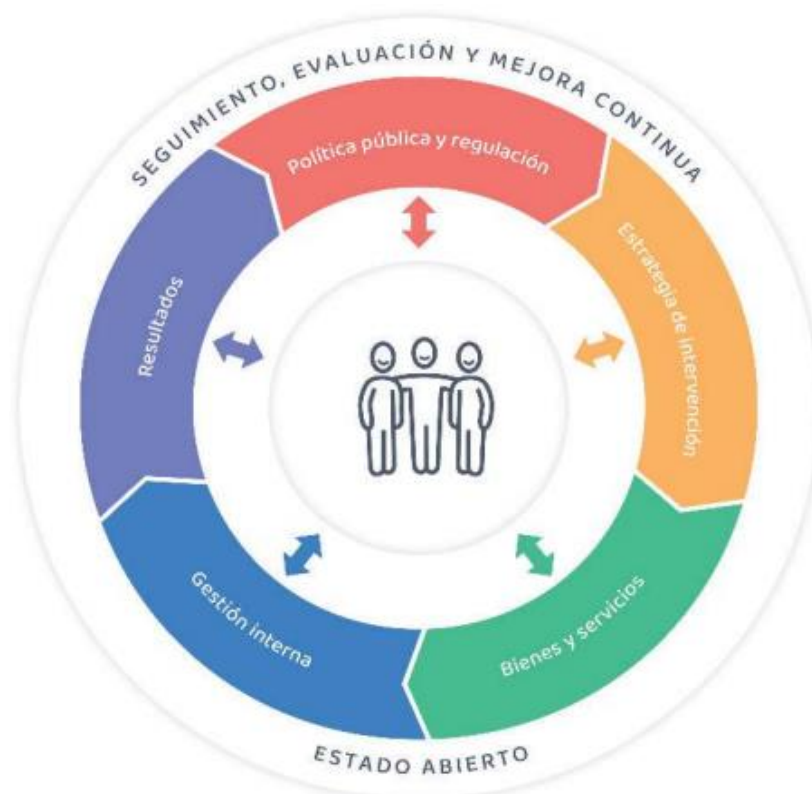 SEGUIMIENTO, EVALUACIÓN Y MEJORA CONTINUA
Política pública y regulación
Estrategia de intervención
Bienes y servicios
Gestión interna
Resultados
ESTADO ABIERTO